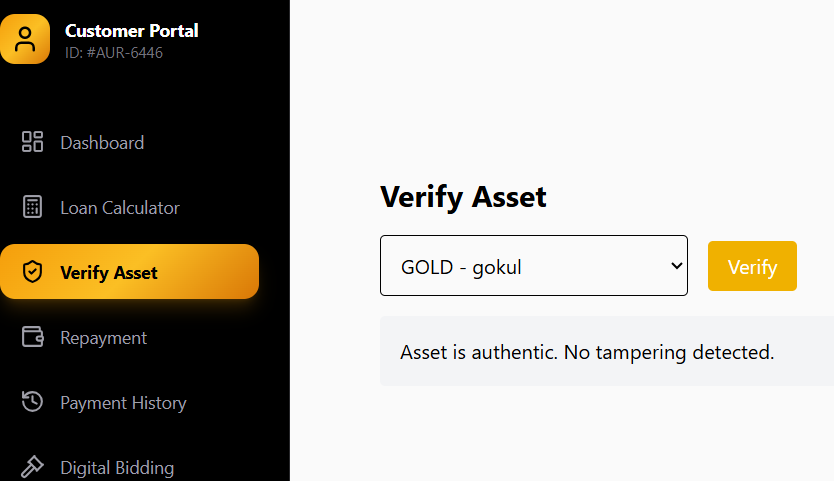 Customer Portal
ID: #AUR-6446
Dashboard
Loan Calculator
Verify Asset
Repayment
Payment History
Digital Bidding
Verify Asset
GOLD - gokul
Verify
Asset is authentic. No tampering detected.